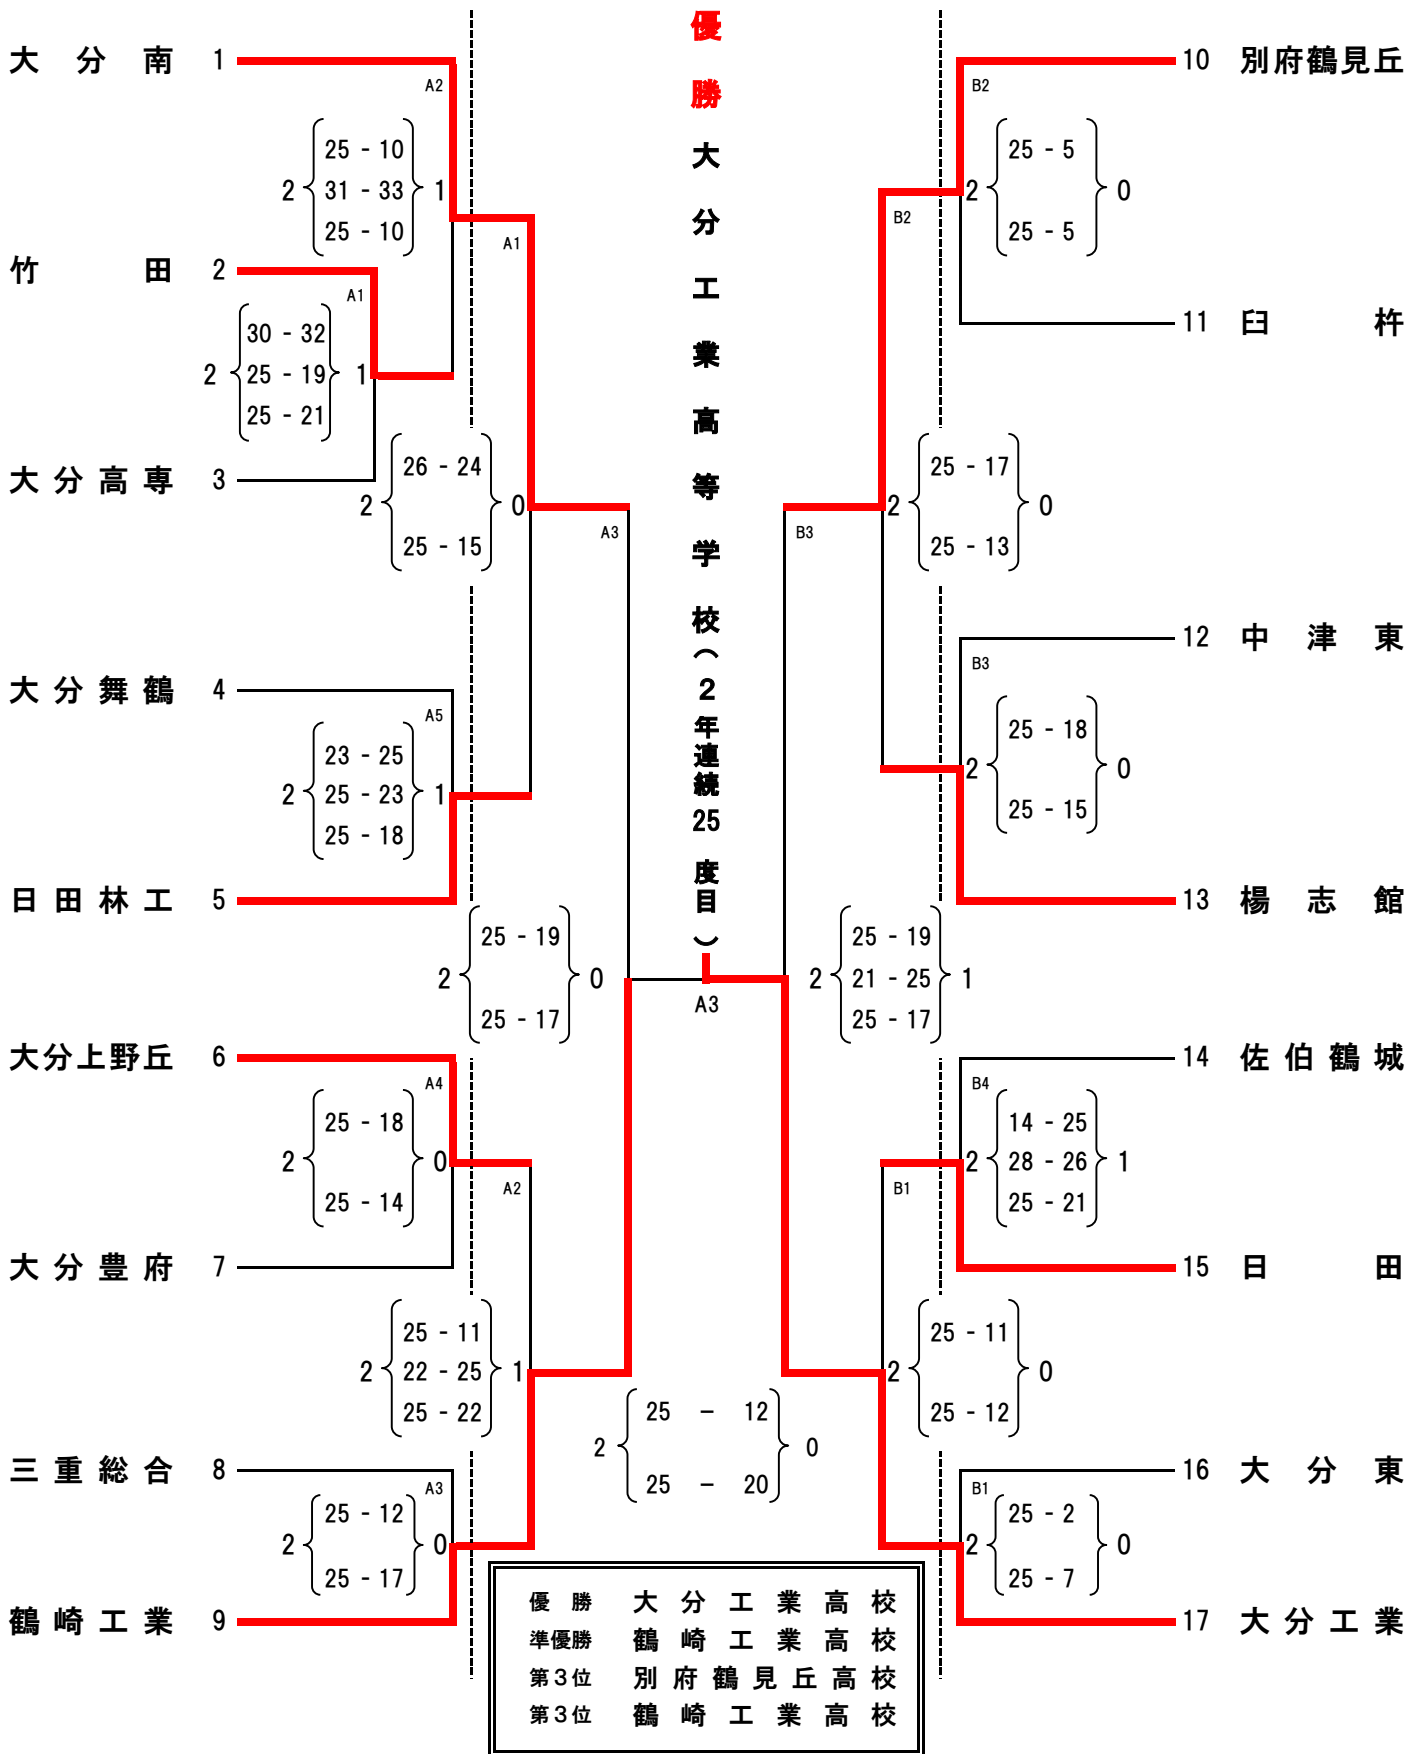 優勝 大分工業高等学校(2年連続25度目)
大分南 1
A2
25 - 10
2 31 - 33 1
25 - 10
竹田 2
A1
30 - 32
2 25 - 19 1
25 - 21
大分高専 3
A1
26 - 24
2 0
25 - 15
大分舞鶴 4
A5
23 - 25
2 25 - 23 1
25 - 18
日田林工 5
A3
25 - 19
2 0
25 - 17
大分上野丘 6
A4
25 - 18
2 0
25 - 14
大分豊府 7
A2
25 - 11
2 22 - 25 1
25 - 22
三重総合 8
A3
25 - 12
2 0
25 - 17
鶴崎工業 9
A3
25 － 12
2 0
25 － 20
10 別府鶴見丘
B2
25 - 5
2 0
25 - 5
11 臼杵
B2
25 - 17
2 0
25 - 13
12 中津東
B3
25 - 18
2 0
25 - 15
13 楊志館
B3
25 - 19
2 21 - 25 1
25 - 17
14 佐伯鶴城
B4
14 - 25
2 28 - 26 1
25 - 21
15 日田
B1
25 - 11
2 0
25 - 12
16 大分東
B1
25 - 2
2 0
25 - 7
17 大分工業
優勝 大分工業高校
準優勝 鶴崎工業高校
第3位 別府鶴見丘高校
第3位 鶴崎工業高校